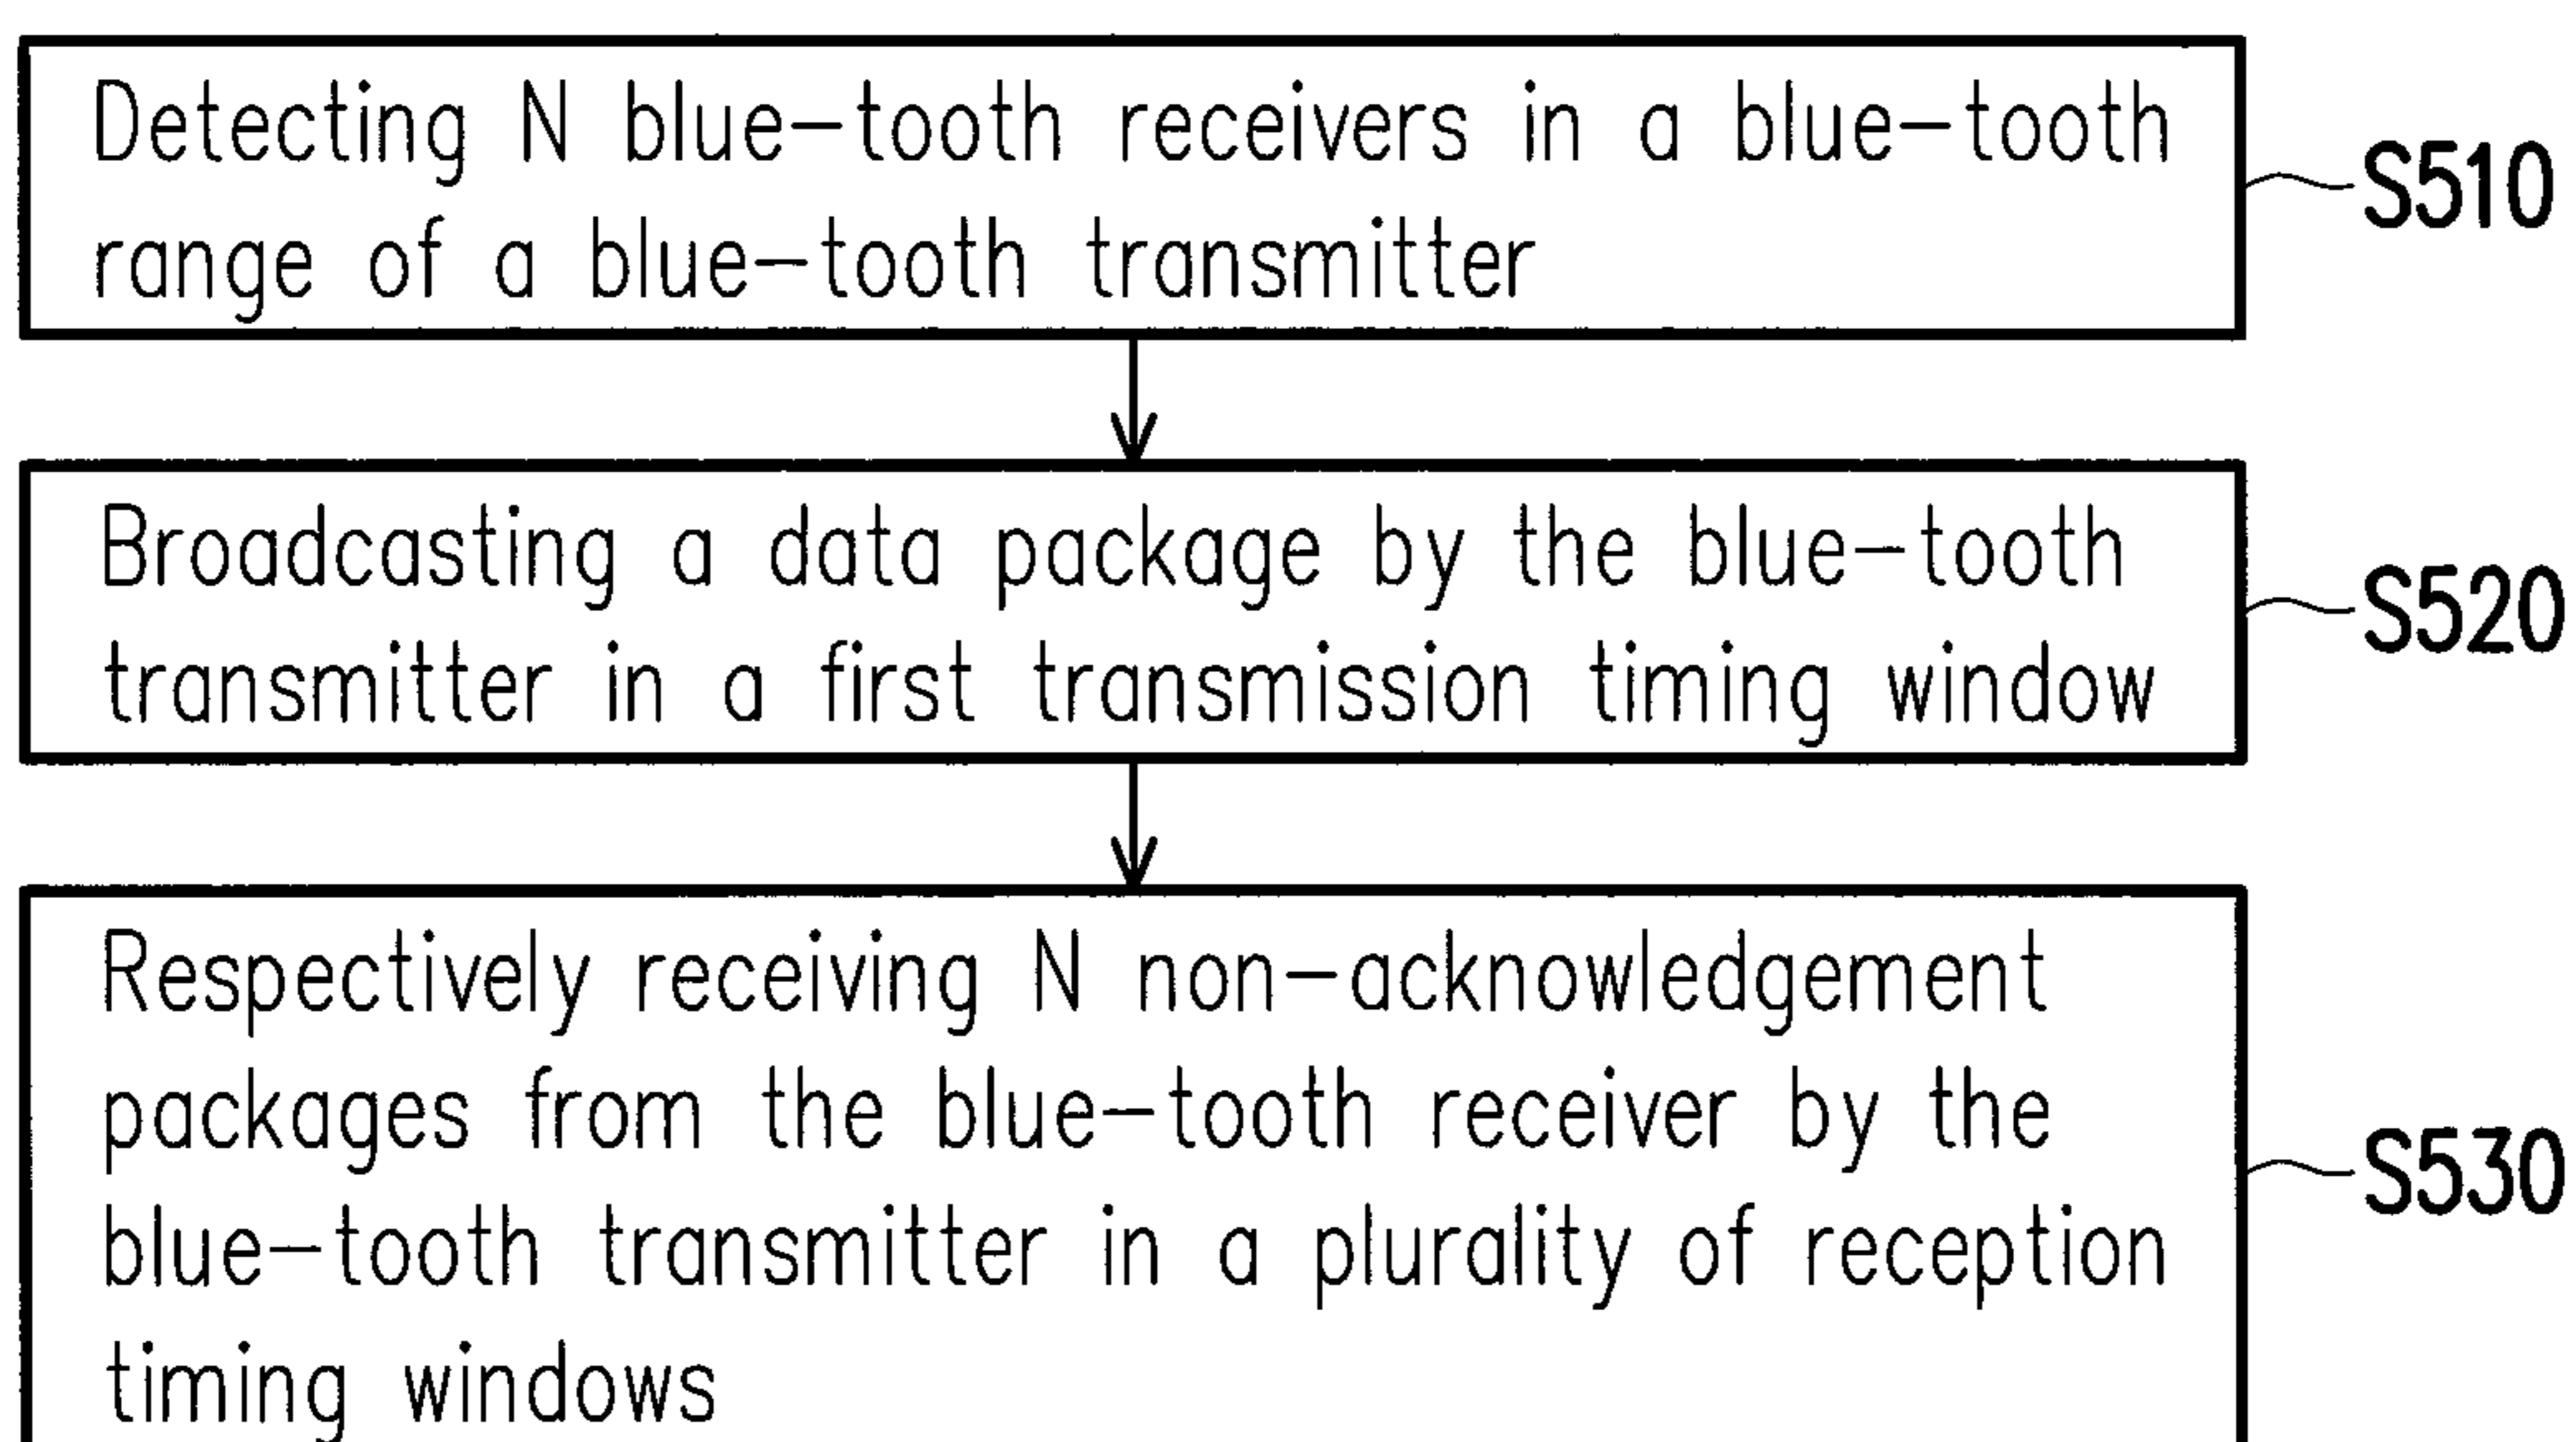 Detecting N blue-tooth receivers in a blue-tooth
range of a blue-tooth transmitter
S510
Broadcasting a data package by the blue-tooth
transmitter in a first transmission timing window
S520
Respectively receiving N non-acknowledgement
packages from the blue-tooth receiver by the
blue-tooth transmitter in a plurality of reception
timing windows
S530